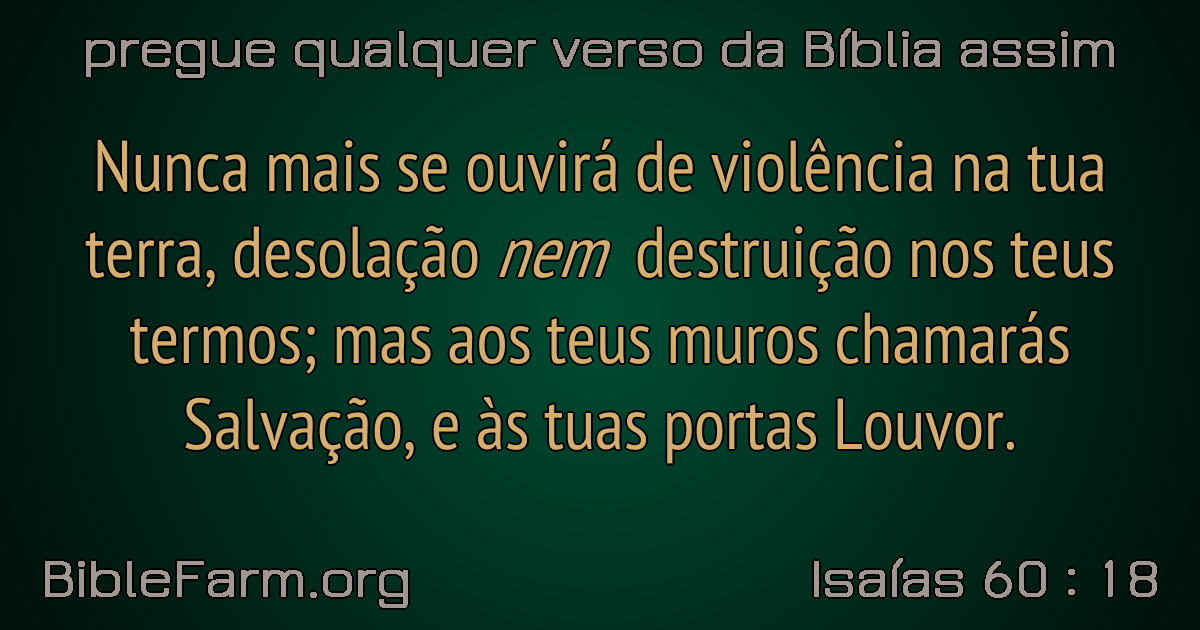 pregue qualquer verso da Bíblia assim
Nunca mais se ouvirá de violência na tua
terra, desolação nem destruição nos teus
termos; mas aos teus muros chamarás
Salvação, e às tuas portas Louvor.
BibleFarm.org
Isaías 60 : 18